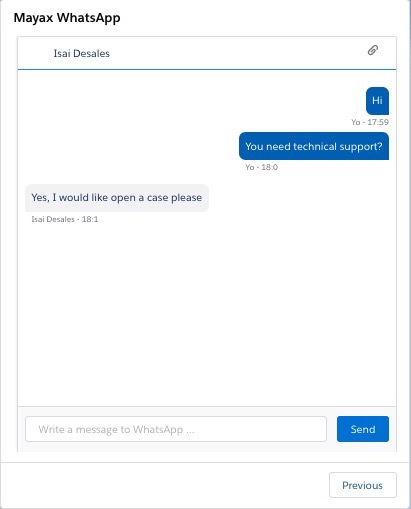 Mayax WhatsApp
Isai Desales
Hi
Yo - 17:59
You need technical support?
Yo - 18:0
Yes, I would like open a case please
Isai Desales - 18:1
Write a message to WhatsApp ...
Send
Previous